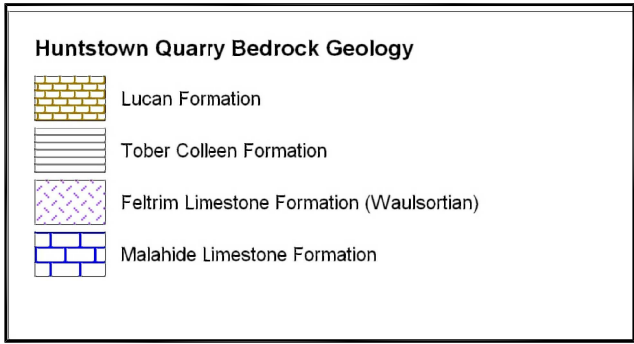 Huntstown Quarry Bedrock Geology
Lucan Formation
Tober Colleen Formation
Feltrim Limestone Formation (Waulsortian)
Malahide Limestone Formation